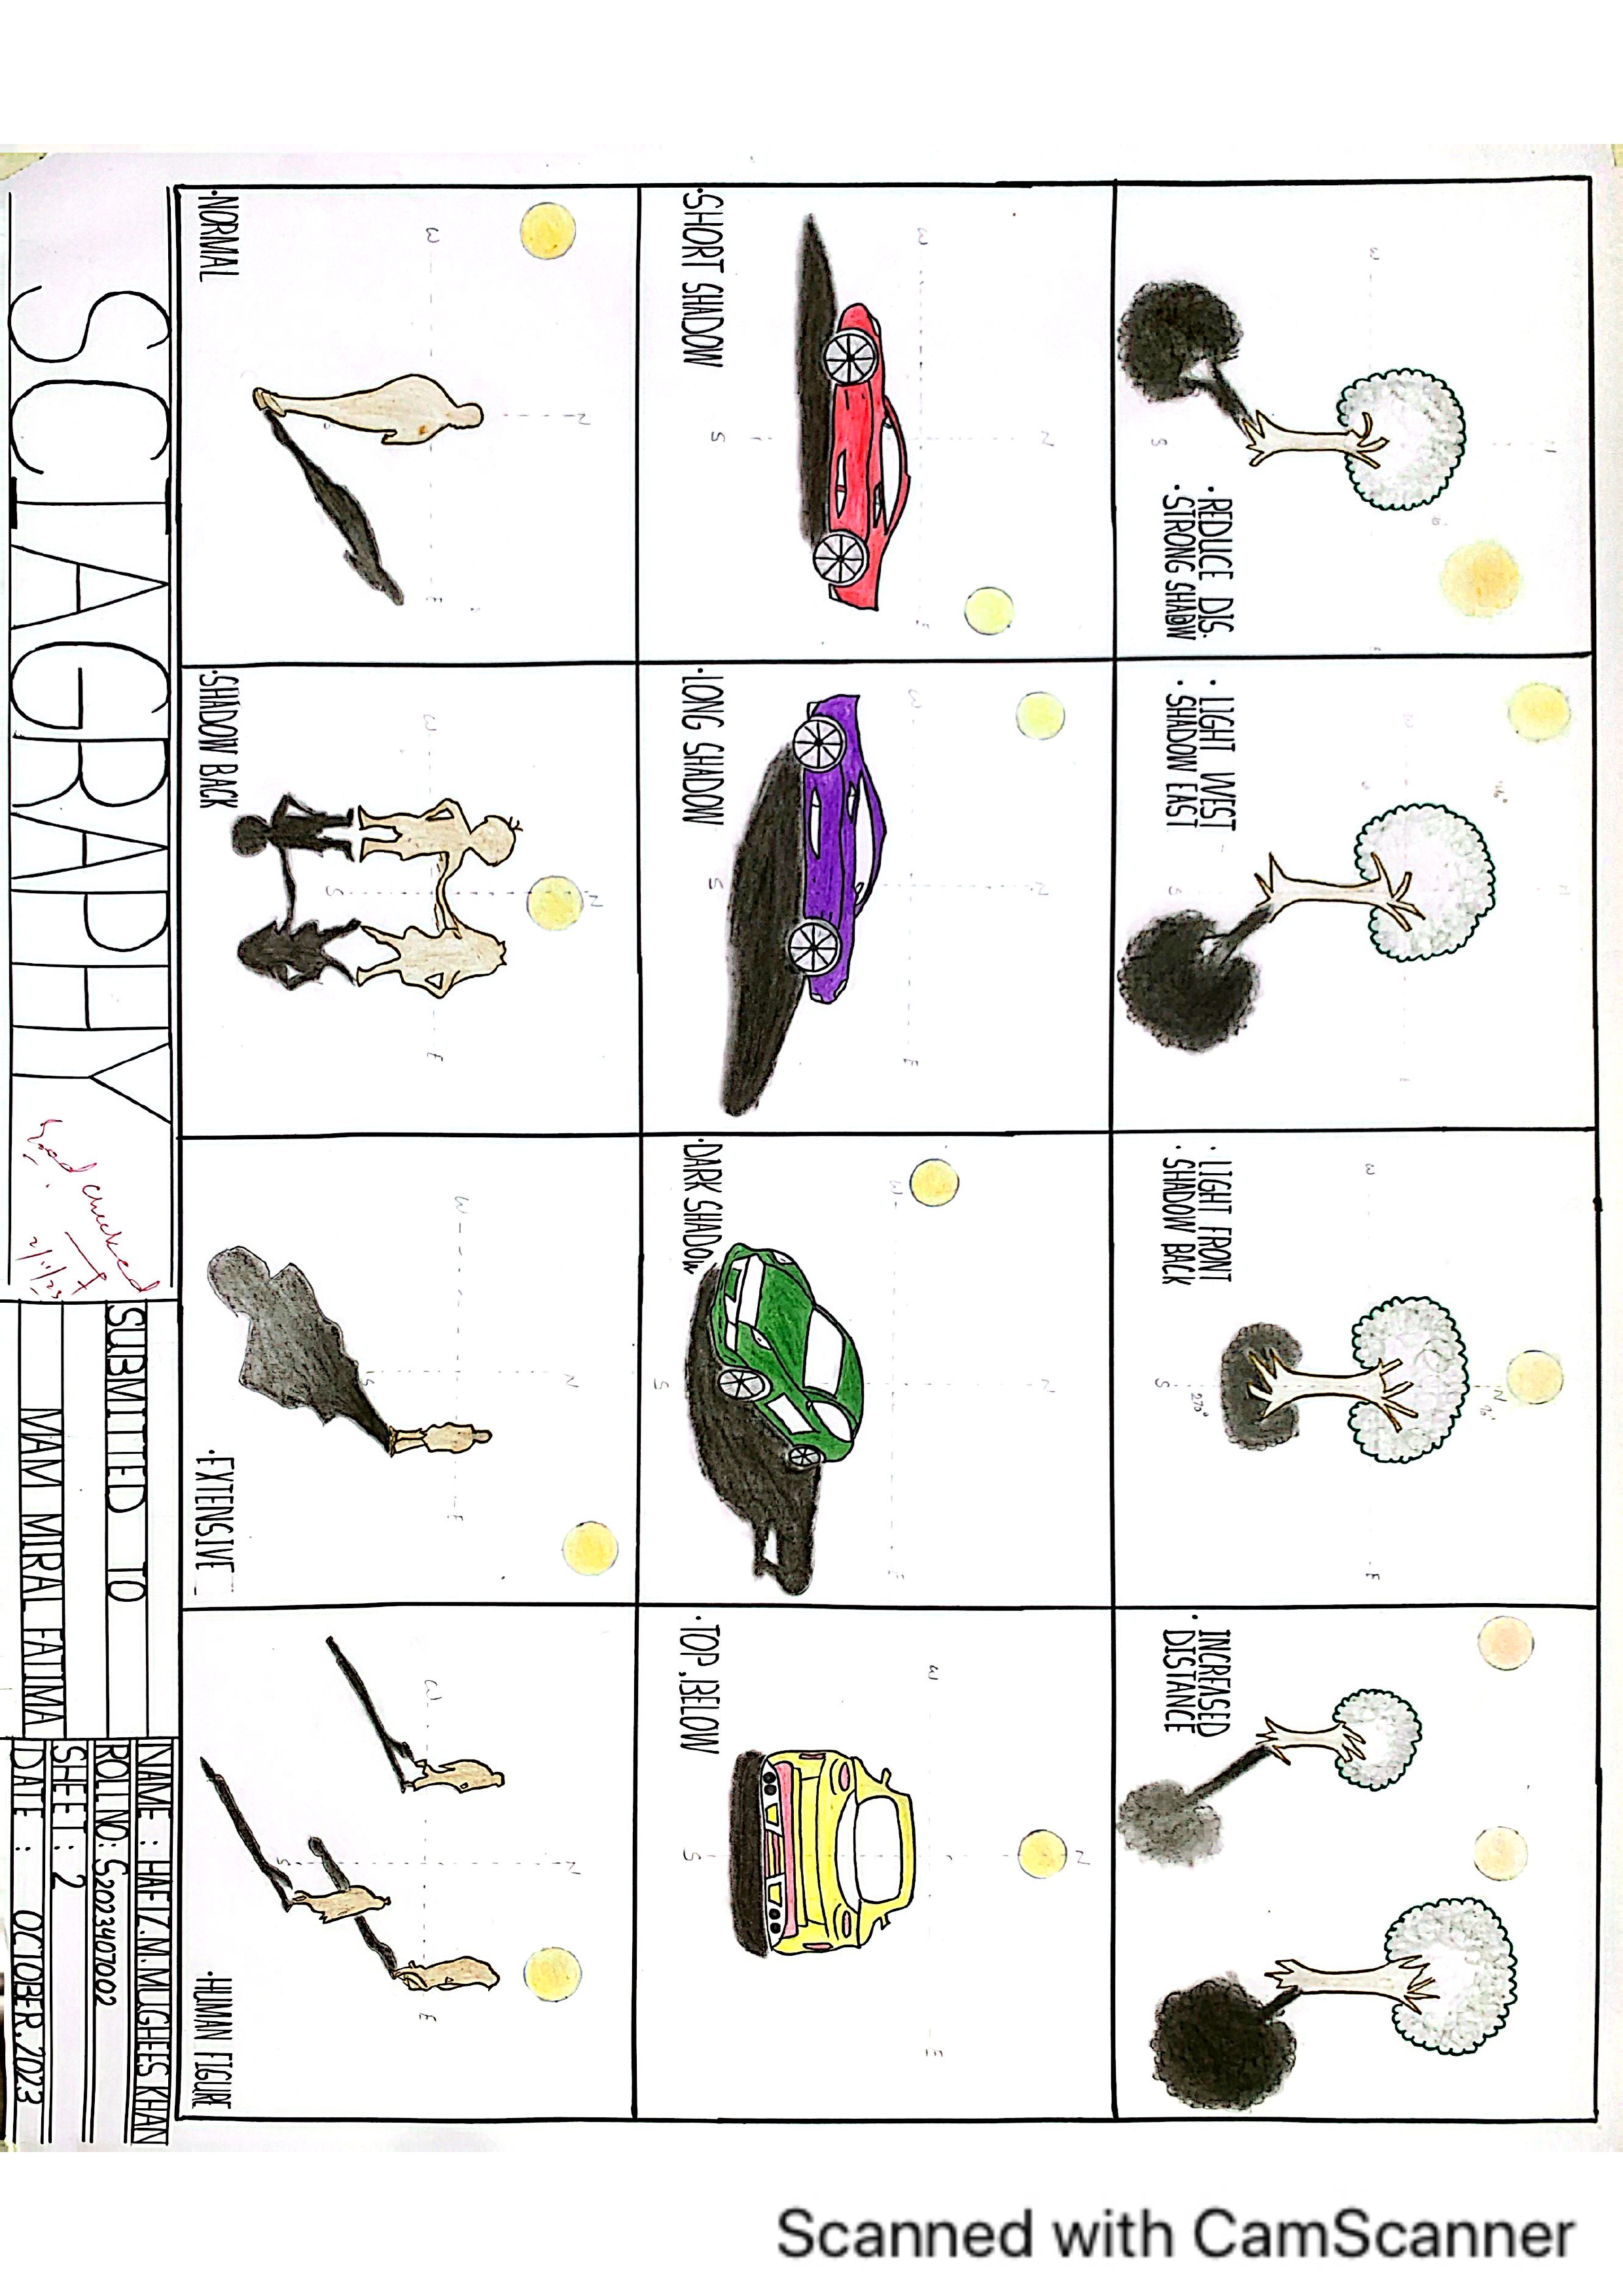 N
W
E
S
• REDUCE DIS.
• STRONG SHADOW
N
W
E
S
• LIGHT WEST
• SHADOW EAST
N
90°
W
E
270°
S
• LIGHT FRONT
• SHADOW BACK
• INCREASED
DISTANCE
N
W
E
S
•SHORT SHADOW
N
W
E
S
•LONG SHADOW
N
W
E
S
•DARK SHADOW
N
W
E
S
•TOP,BELOW
N
W
E
S
•NORMAL
N
W
E
S
•SHADOW BACK
N
W
E
S
•EXTENSIVE
N
W
E
S
•HUMAN FIGURE
SCIAGRAPHY
Good checked
2/11/23
SUBMITTED TO
MAM MIRAL FATIMA
NAME : HAFIZ.M.MUGHEES KHAN
ROLL NO: S2023407002
SHEET : 2
DATE : OCTOBER,2023
Scanned with CamScanner